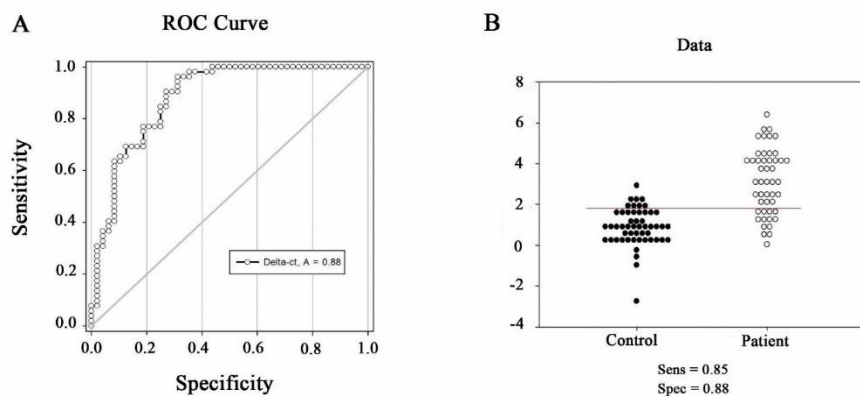 A
ROC Curve
Sensitivity
1.0
0.8
0.6
0.4
0.2
0.0
Delta-ct, A = 0.88
0.0 0.2 0.4 0.6 0.8 1.0
Specificity
B
Data
8
6
4
2
0
-2
-4
Control Patient
Sens = 0.85
Spec = 0.88